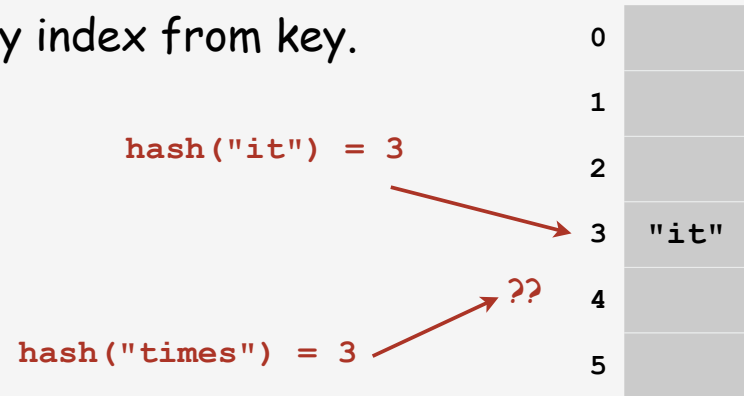 y index from key.
0
1
hash("it") = 3
2
3 "it"
?? 4
hash("times") = 3
5